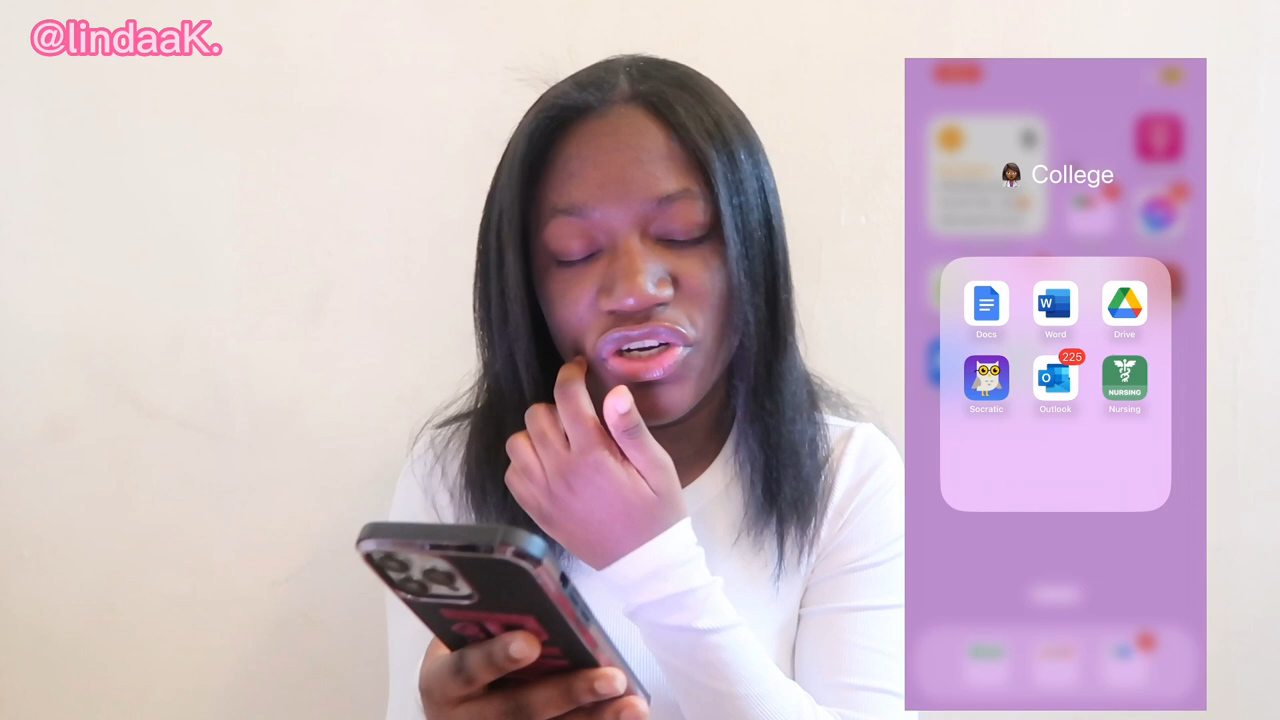 @lindaaK.
College
Docs
W
Word
Drive
Socratic
225
O
Outlook
NURSING
Nursing